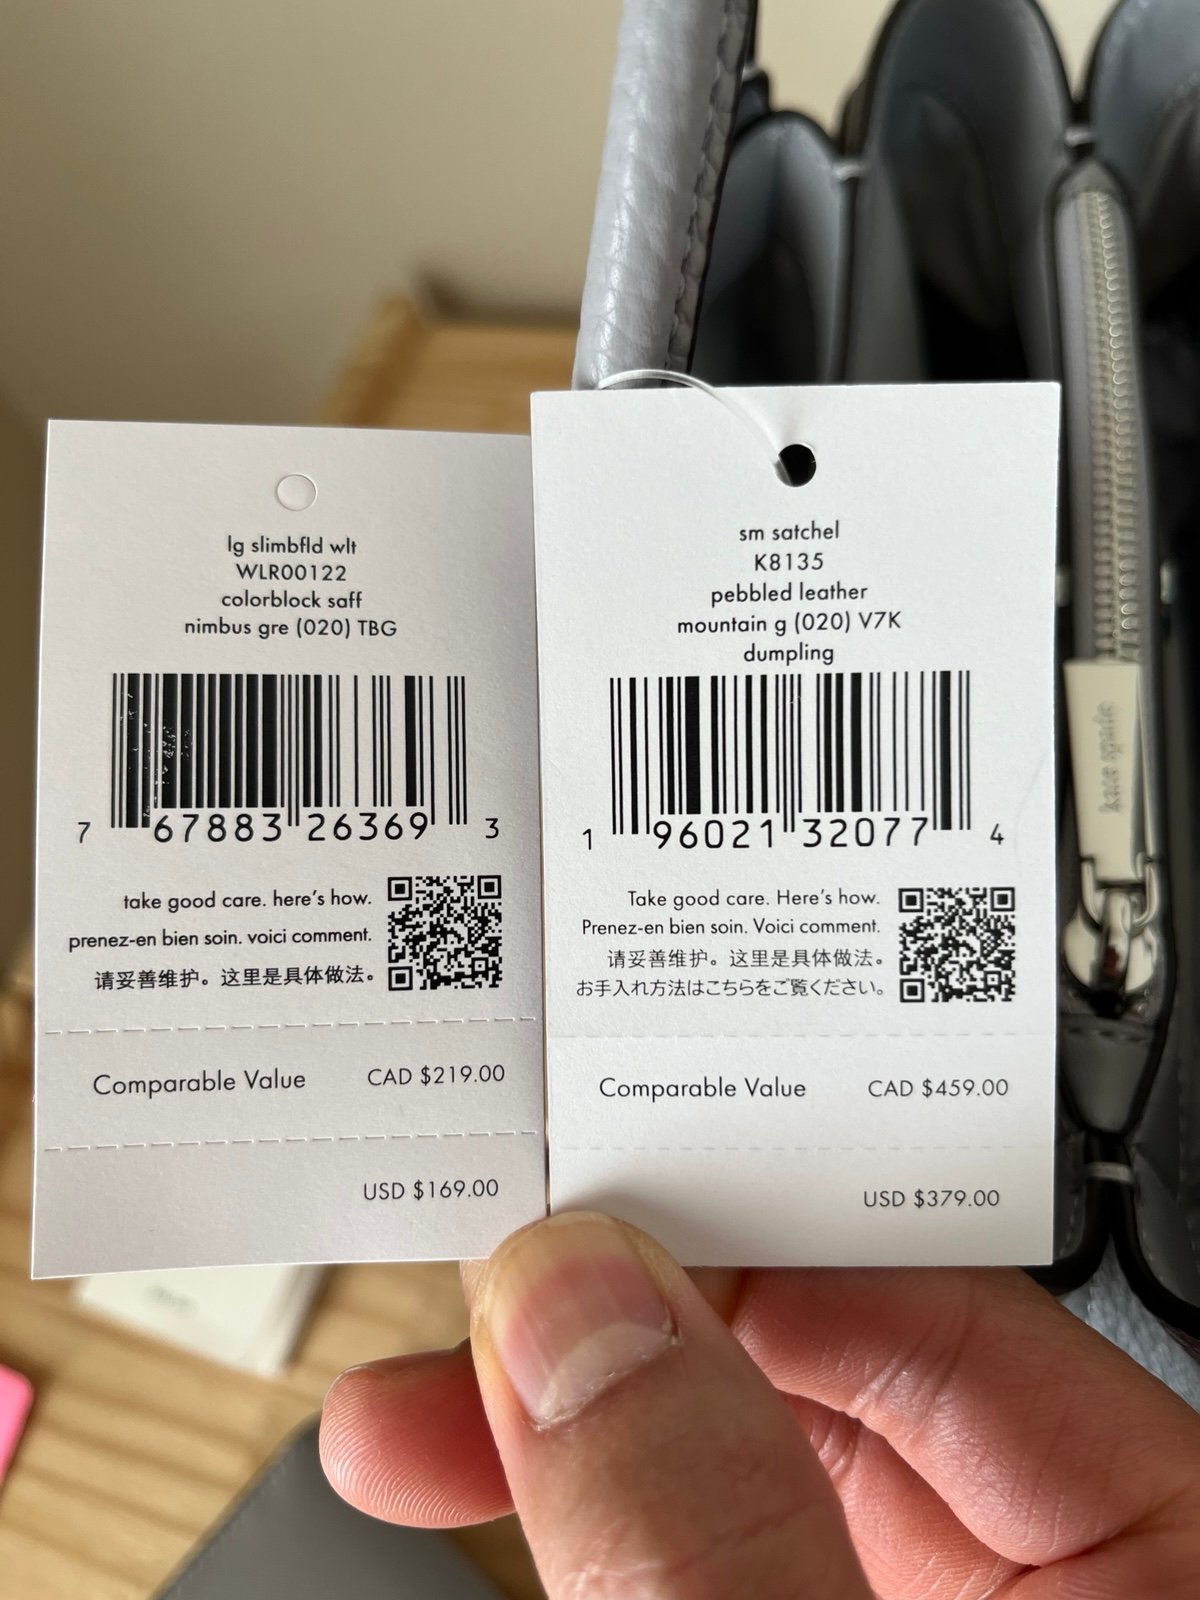 lg slimbfld wlt
WLR00122
colorblock saff
nimbus gre (020) TBG
7 67883 26369 3
take good care. here's how.
prenez-en bien soin. voici comment.
请妥善维护。这里是具体做法。
Comparable Value CAD $219.00
USD $169.00
sm satchel
K8135
pebbled leather
mountain g (020) V7K
dumpling
1 96021 32077 4
Take good care. Here's how.
Prenez-en bien soin. Voici comment.
请妥善维护。这里是具体做法。
お手入れ方法はこちらをご覧ください。
Comparable Value CAD $459.00
USD $379.00
kate spade